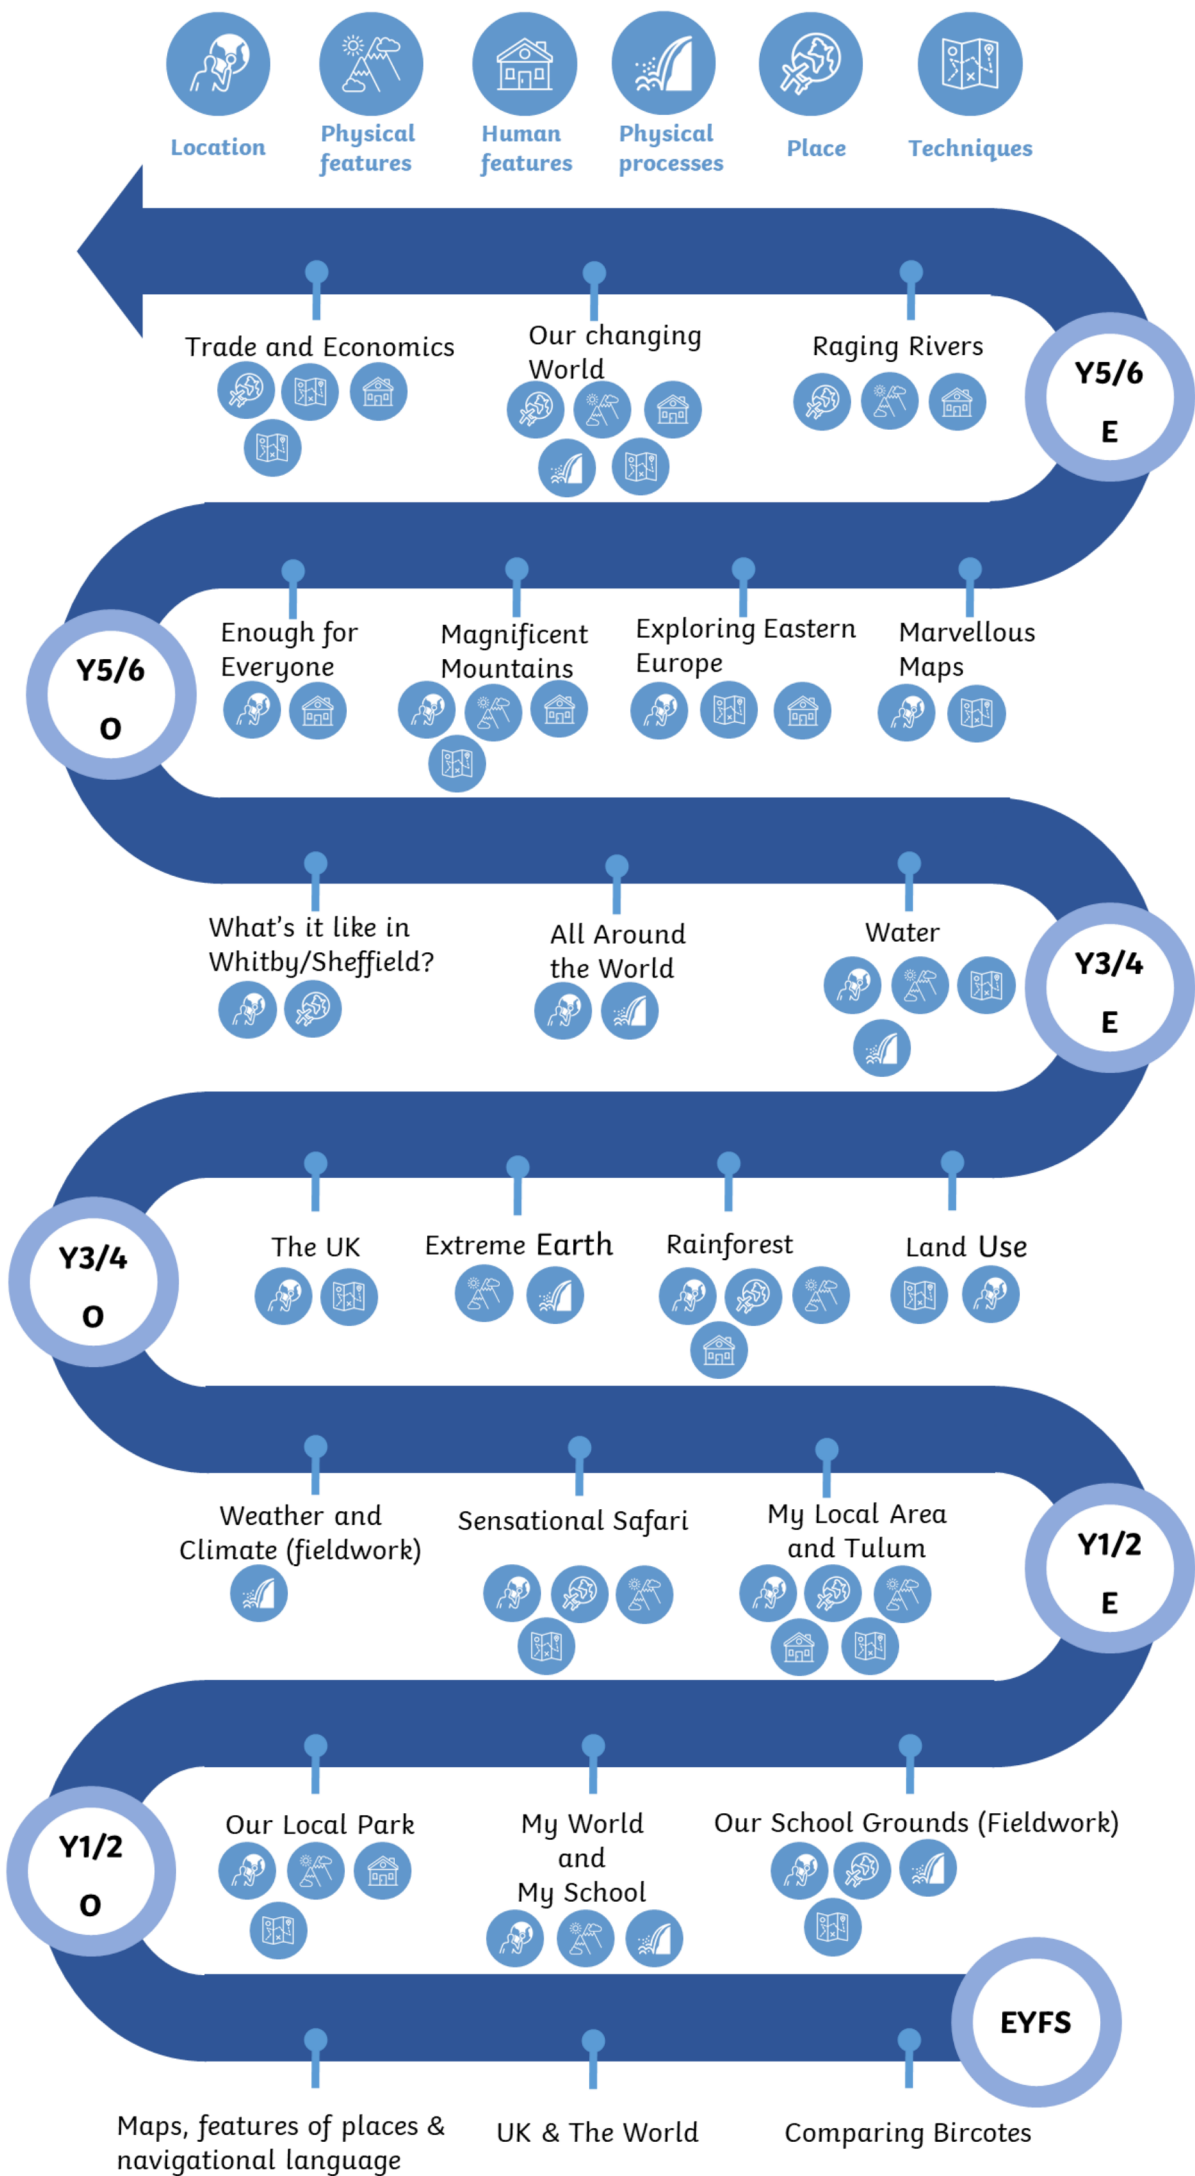 Location
Physical
features
Human
features
Physical
processes
Place
Techniques
Trade and Economics
Our changing
World
Raging Rivers
Y5/6
E
Y5/6
O
Enough for
Everyone
Magnificent
Mountains
Exploring Eastern
Europe
Marvellous
Maps
What's it like in
Whitby/Sheffield?
All Around
the World
Water
Y3/4
E
Y3/4
O
The UK
Extreme Earth
Rainforest
Land Use
Weather and
Climate (fieldwork)
Sensational Safari
My Local Area
and Tulum
Y1/2
E
Y1/2
O
Our Local Park
My World
and
My School
Our School Grounds (Fieldwork)
EYFS
Maps, features of places &
navigational language
UK & The World
Comparing Bircotes